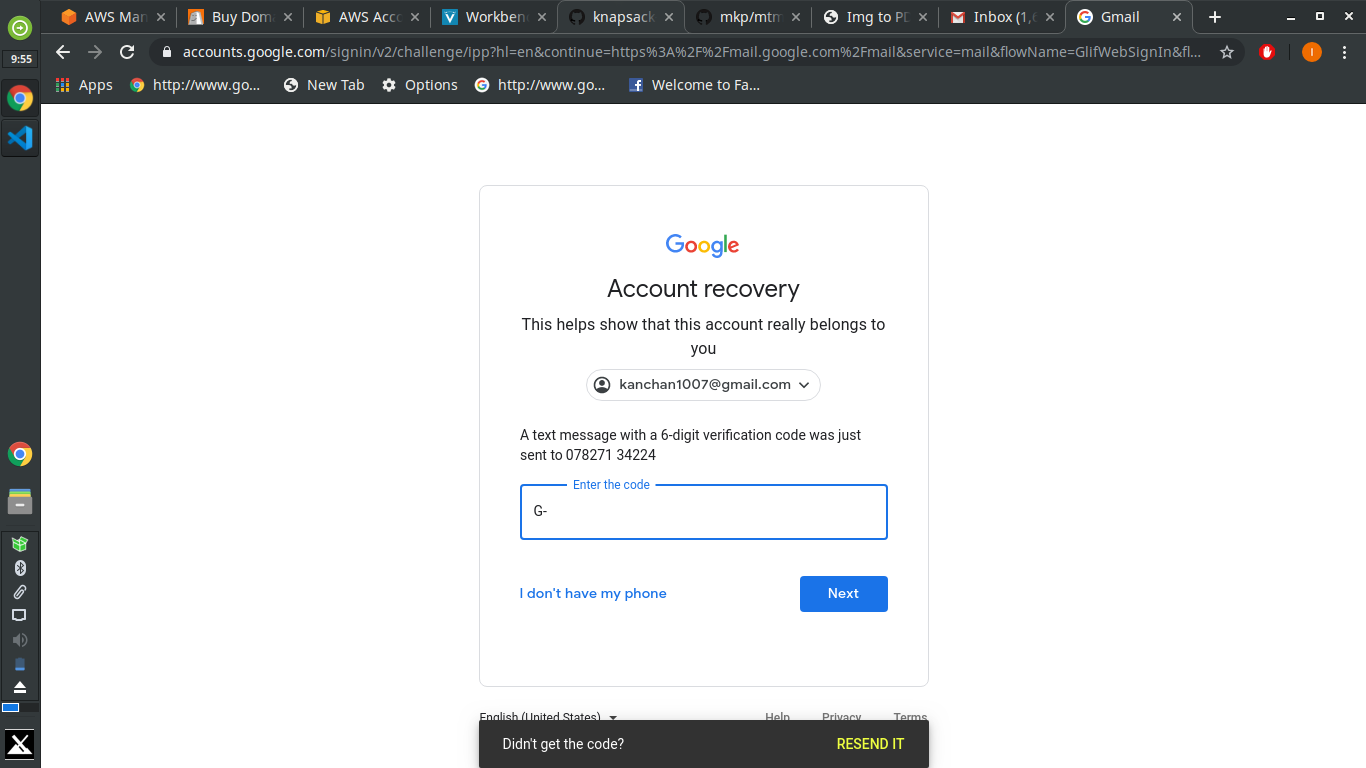 AWS Man
Buy Dom
AWS Acco
Workben
knapsack
mkp/mtm
Img to PD
Inbox (1,6
Gmail
9:55
accounts.google.com/signin/v2/challenge/ipp?hl=en&continue=https%3A%2F%2Fmail.google.com%2Fmail&service=mail&flowName=GlifWebSignIn&fl...
I
Apps
http://www.go...
New Tab
Options
http://www.go...
Welcome to Fa...
Google
Account recovery
This helps show that this account really belongs to
you
kanchan1007@gmail.com
A text message with a 6-digit verification code was just
sent to 078271 34224
Enter the code
G-
I don't have my phone
Next
English (United States)
Help
Privacy
Terms
Didn't get the code?
RESEND IT